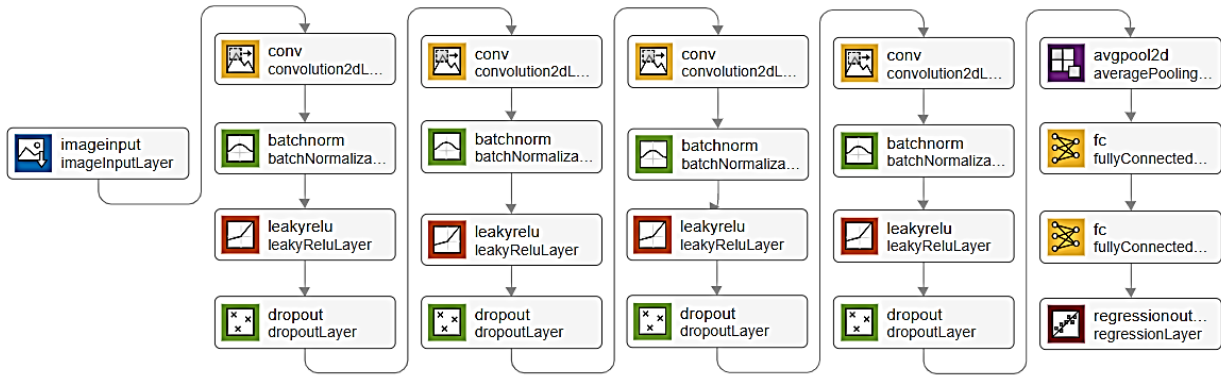 imageinput
imageInputLayer
conv
convolution2dL...
batchnorm
batchNormaliza...
leakyrelu
leakyReluLayer
dropout
dropoutLayer
conv
convolution2dL...
batchnorm
batchNormaliza...
leakyrelu
leakyReluLayer
dropout
dropoutLayer
conv
convolution2dL...
batchnorm
batchNormaliza...
leakyrelu
leakyReluLayer
dropout
dropoutLayer
conv
convolution2dL...
batchnorm
batchNormaliza...
leakyrelu
leakyReluLayer
dropout
dropoutLayer
avgpool2d
averagePooling...
fc
fullyConnected...
fc
fullyConnected...
regressionout...
regressionLayer